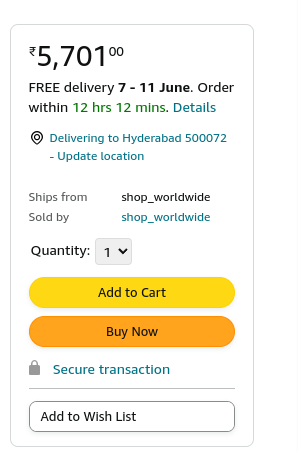 ₹5,70100
FREE delivery 7 - 11 June. Order
within 12 hrs 12 mins. Details
Delivering to Hyderabad 500072
- Update location
Ships from shop_worldwide
Sold by shop_worldwide
Quantity: 1
Add to Cart
Buy Now
Secure transaction
Add to Wish List